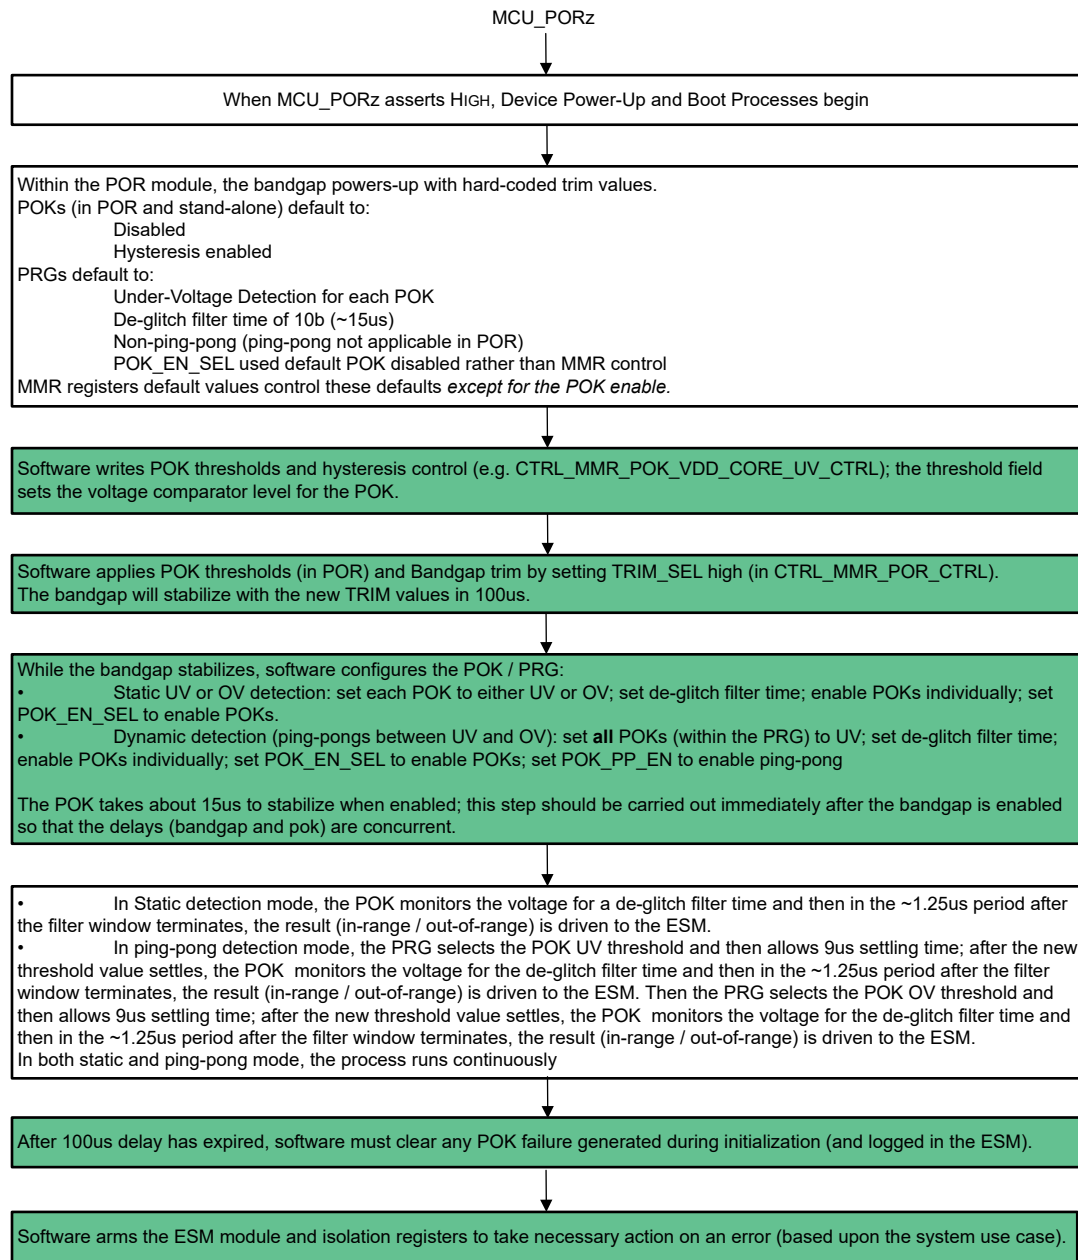 MCU_PORz
When MCU_PORz asserts HIGH, Device Power-Up and Boot Processes begin
Within the POR module, the bandgap powers-up with hard-coded trim values.
POKs (in POR and stand-alone) default to:
Disabled
Hysteresis enabled
PRGs default to:
Under-Voltage Detection for each POK
De-glitch filter time of 10b (~15us)
Non-ping-pong (ping-pong not applicable in POR)
POK_EN_SEL used default POK disabled rather than MMR control
MMR registers default values control these defaults except for the POK enable.
Software writes POK thresholds and hysteresis control (e.g. CTRL_MMR_POK_VDD_CORE_UV_CTRL); the threshold field
sets the voltage comparator level for the POK.
Software applies POK thresholds (in POR) and Bandgap trim by setting TRIM_SEL high (in CTRL_MMR_POR_CTRL).
The bandgap will stabilize with the new TRIM values in 100us.
While the bandgap stabilizes, software configures the POK / PRG:
• Static UV or OV detection: set each POK to either UV or OV; set de-glitch filter time; enable POKs individually; set
POK_EN_SEL to enable POKs.
• Dynamic detection (ping-pongs between UV and OV): set all POKs (within the PRG) to UV; set de-glitch filter time;
enable POKs individually; set POK_EN_SEL to enable POKs; set POK_PP_EN to enable ping-pong
The POK takes about 15us to stabilize when enabled; this step should be carried out immediately after the bandgap is enabled
so that the delays (bandgap and pok) are concurrent.
• In Static detection mode, the POK monitors the voltage for a de-glitch filter time and then in the ~1.25us period after
the filter window terminates, the result (in-range / out-of-range) is driven to the ESM.
• In ping-pong detection mode, the PRG selects the POK UV threshold and then allows 9us settling time; after the new
threshold value settles, the POK monitors the voltage for the de-glitch filter time and then in the ~1.25us period after the filter
window terminates, the result (in-range / out-of-range) is driven to the ESM. Then the PRG selects the POK OV threshold and
then allows 9us settling time; after the new threshold value settles, the POK monitors the voltage for the de-glitch filter time and
then in the ~1.25us period after the filter window terminates, the result (in-range / out-of-range) is driven to the ESM.
In both static and ping-pong mode, the process runs continuously
After 100us delay has expired, software must clear any POK failure generated during initialization (and logged in the ESM).
Software arms the ESM module and isolation registers to take necessary action on an error (based upon the system use case).